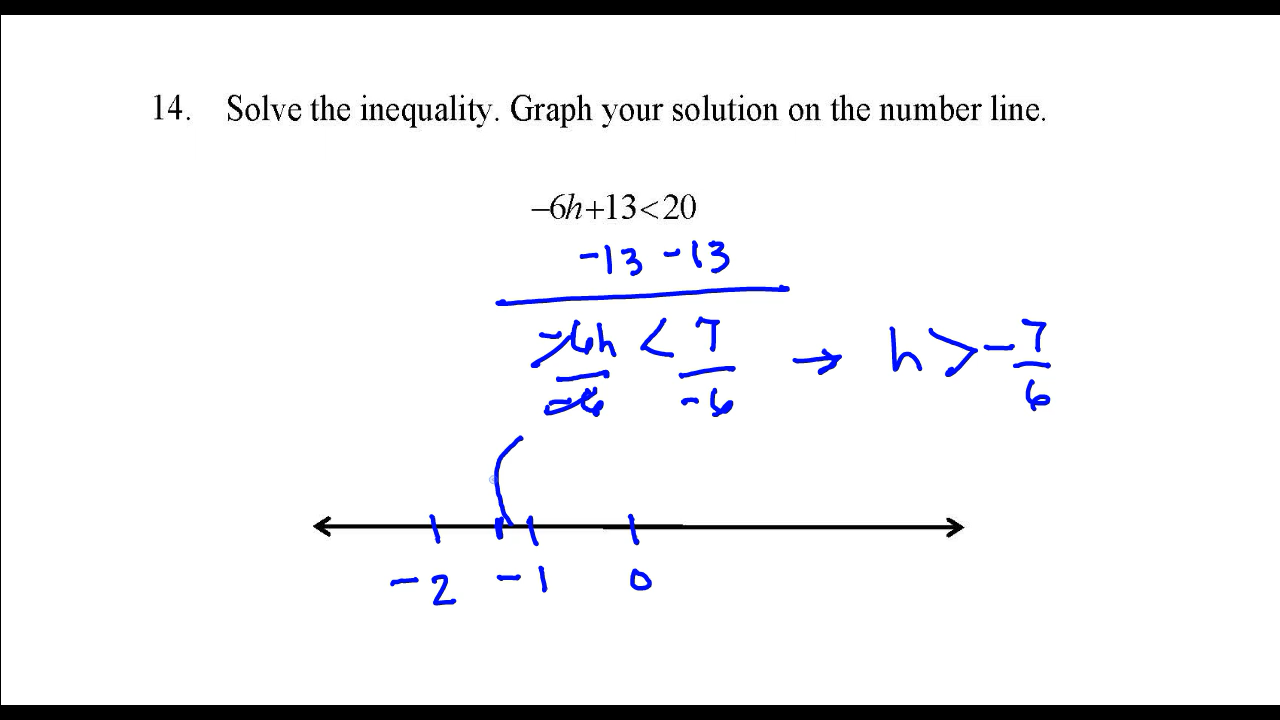 14. Solve the inequality. Graph your solution on the number line.
−6h+13<20
-13 -13
-6h < 7 → h > - 7
-6 -6 6
-2 -1 0